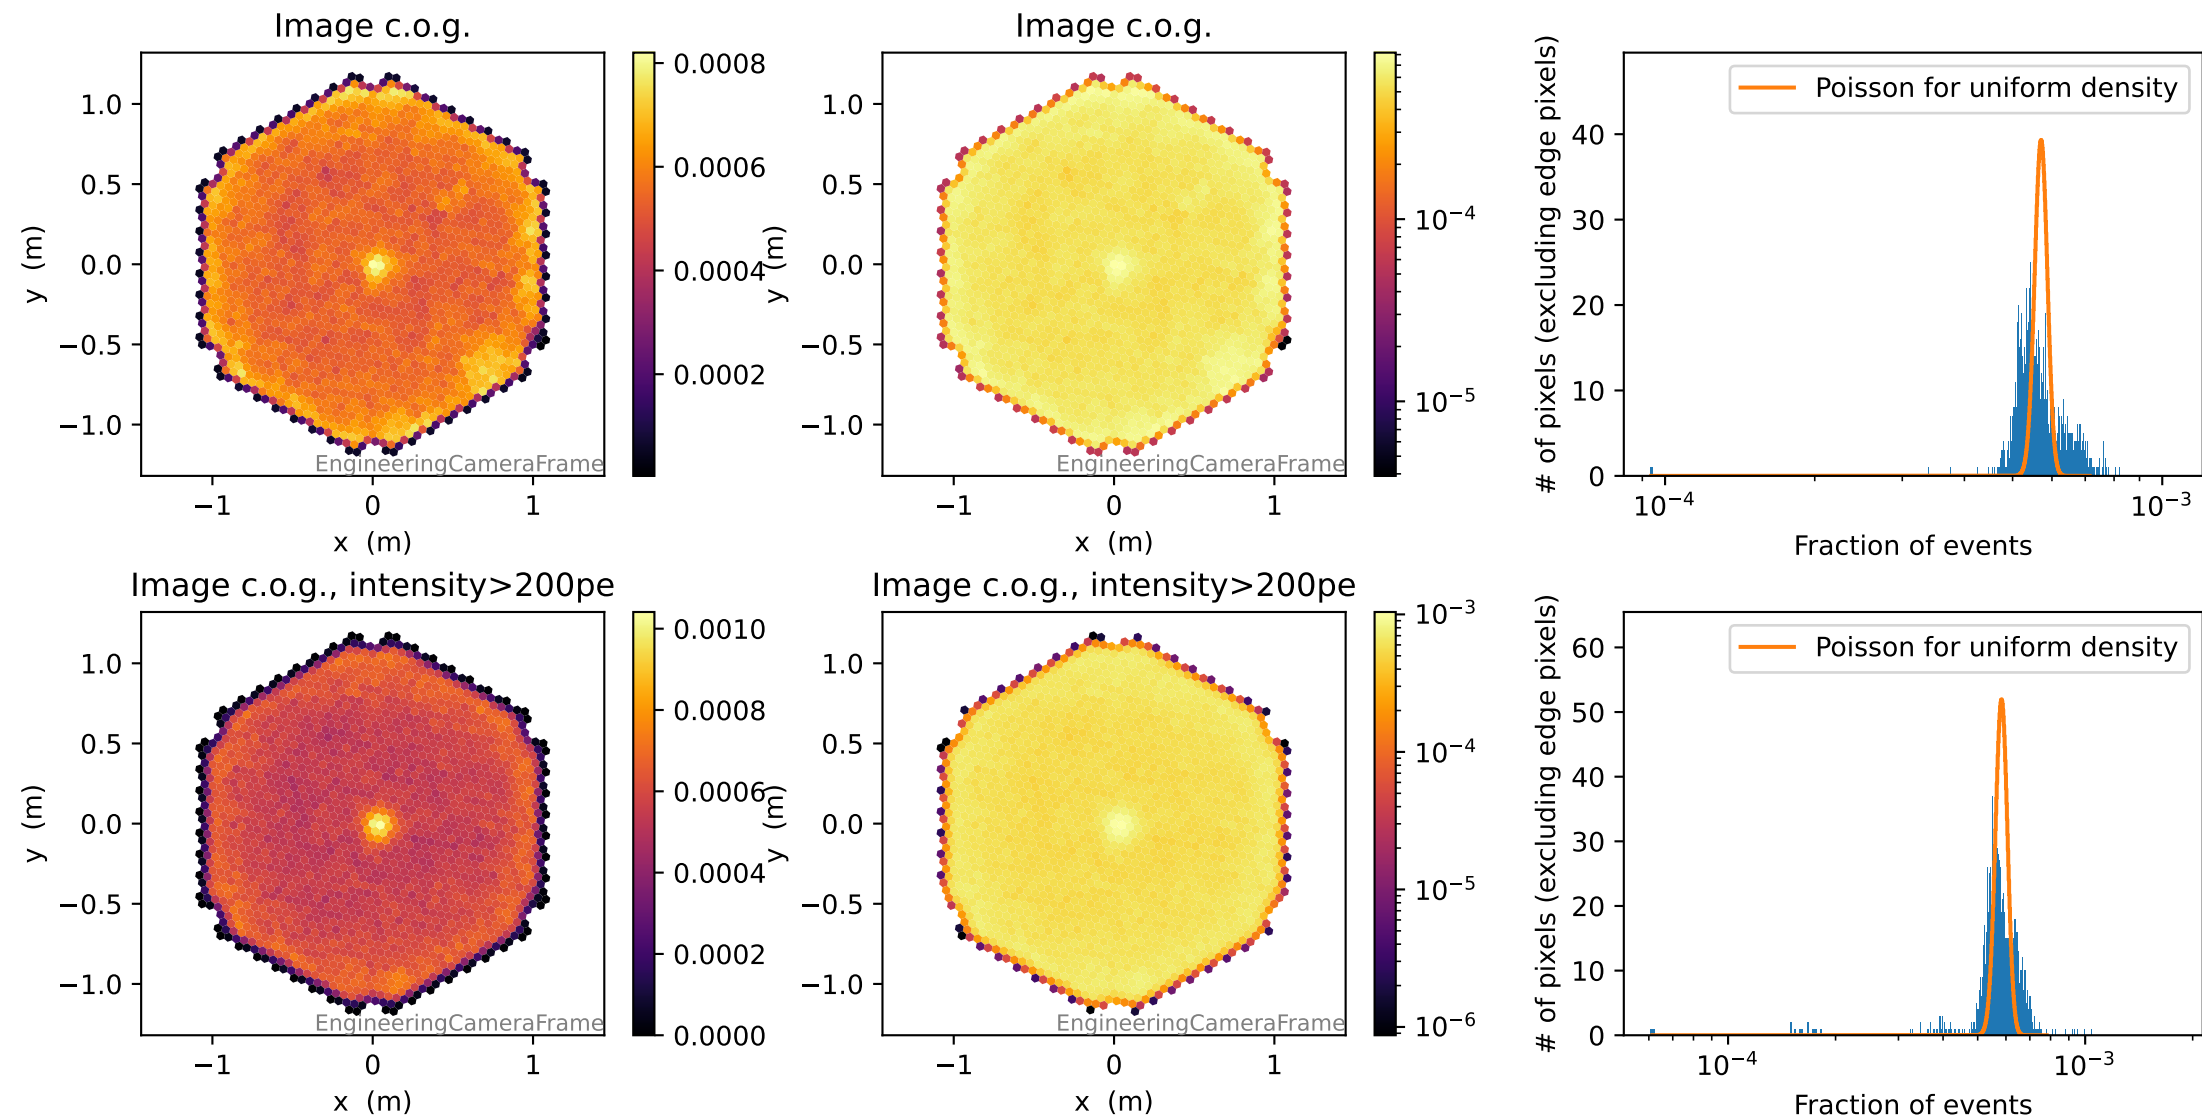 Image c.o.g.
1.0
0.5
0.0
−0.5
−1.0
y (m)
−1
0
1
x (m)
EngineeringCameraFrame
0.0008
0.0006
0.0004
0.0002
Image c.o.g.
1.0
0.5
0.0
−0.5
−1.0
y (m)
−1
0
1
x (m)
EngineeringCameraFrame
10⁻⁴
10⁻⁵
Poisson for uniform density
# of pixels (excluding edge pixels)
40
30
20
10
0
10⁻⁴
10⁻³
Fraction of events
Image c.o.g., intensity>200pe
1.0
0.5
0.0
−0.5
−1.0
y (m)
−1
0
1
x (m)
EngineeringCameraFrame
0.0010
0.0008
0.0006
0.0004
0.0002
0.0000
Image c.o.g., intensity>200pe
1.0
0.5
0.0
−0.5
−1.0
y (m)
−1
0
1
x (m)
EngineeringCameraFrame
10⁻³
10⁻⁴
10⁻⁵
10⁻⁶
Poisson for uniform density
# of pixels (excluding edge pixels)
60
50
40
30
20
10
0
10⁻⁴
10⁻³
Fraction of events